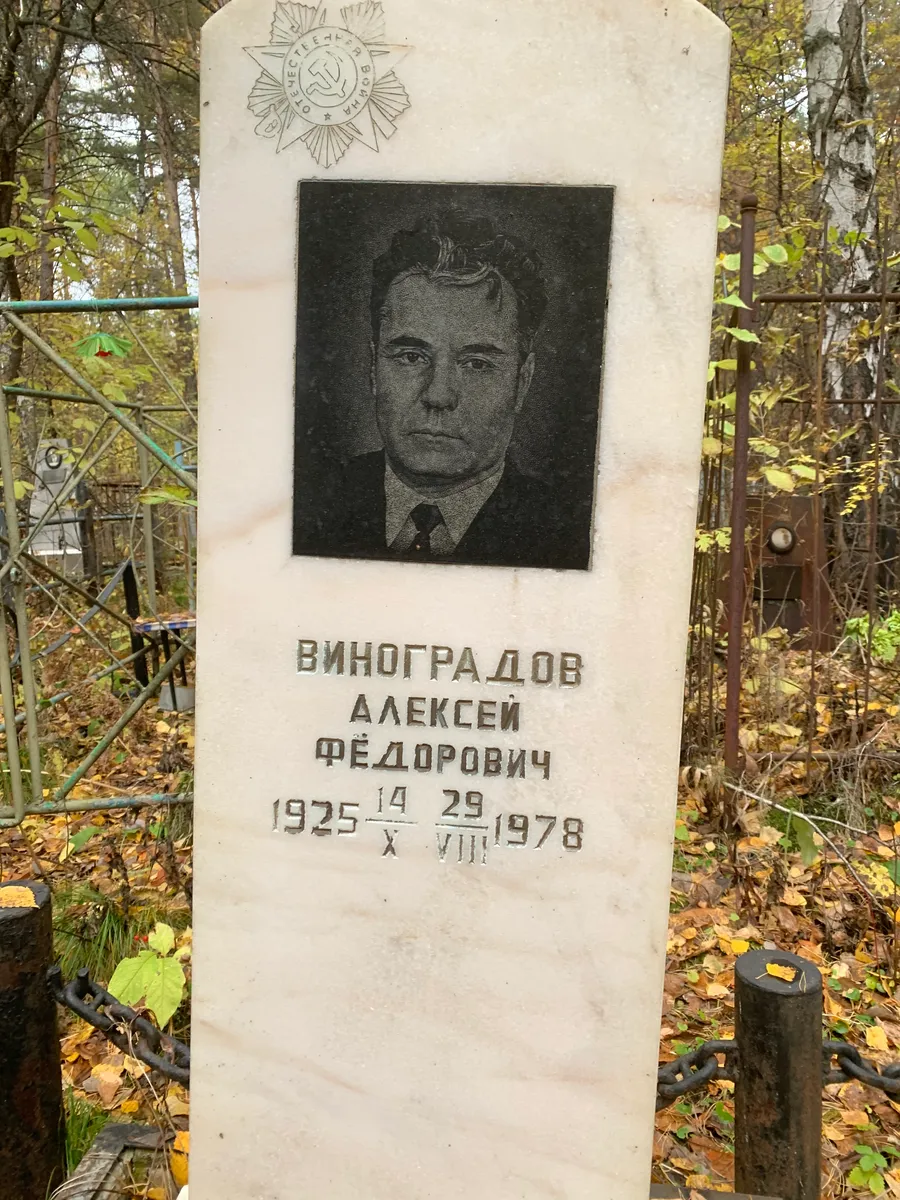 ОТЕЧЕСТВЕННАЯ ВОЙНА
ВИНОГРАДОВ
АЛЕКСЕЙ
ФЁДОРОВИЧ
1925 14/X 29/VIII 1978